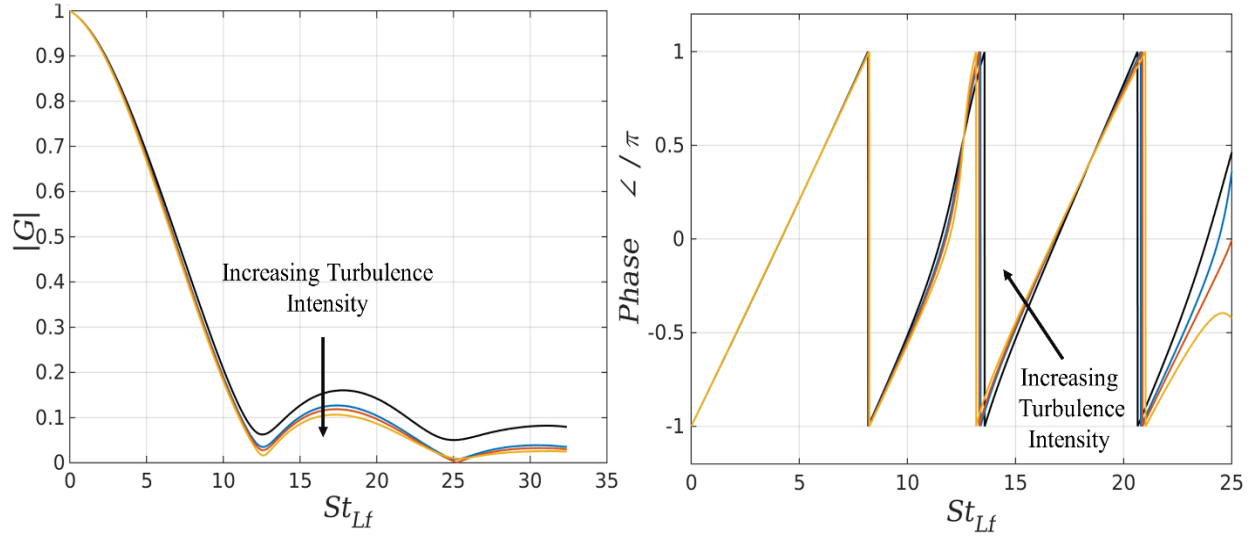 1
0.9
0.8
0.7
0.6
0.5
0.4
0.3
0.2
0.1
0
|G|
Increasing Turbulence
Intensity
0 5 10 15 20 25 30 35
St_Lf
1
0.5
0
-0.5
-1
Phase ∠ / π
Increasing
Turbulence
Intensity
0 5 10 15 20 25
St_Lf